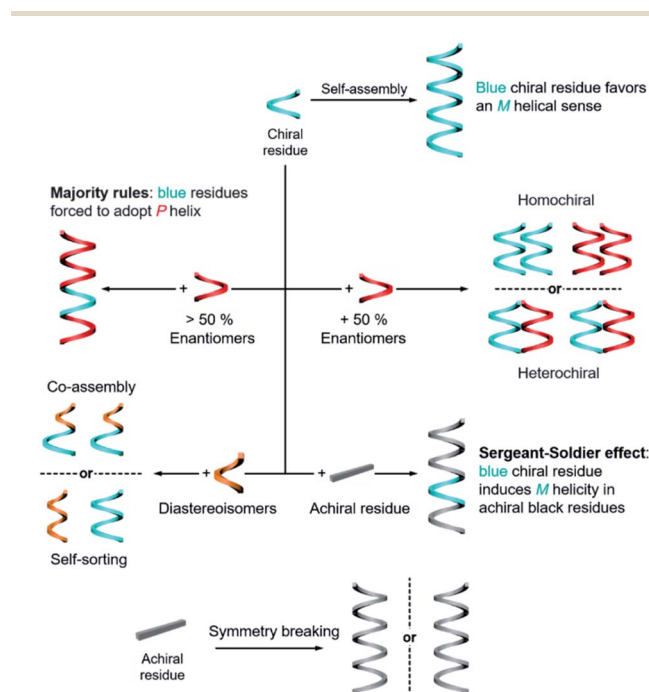 Self-assembly
Blue chiral residue favors
an M helical sense
Chiral
residue
Majority rules: blue residues
forced to adopt P helix
Homochiral
+
> 50 %
Enantiomers
+
+ 50 %
Enantiomers
or
Heterochiral
Co-assembly
or
Self-sorting
+
Diastereoisomers
+
Achiral residue
Sergeant-Soldier effect:
blue chiral residue
induces M helicity in
achiral black residues
Achiral
residue
Symmetry breaking
or